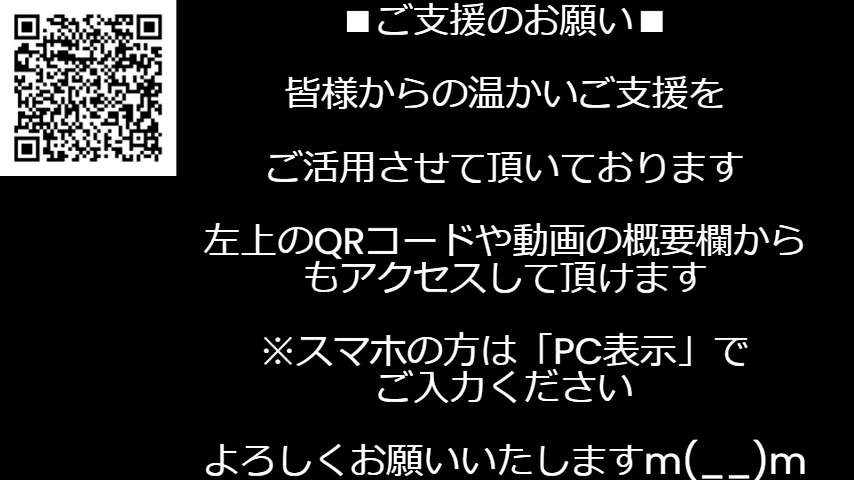 ■ご支援のお願い■
皆様からの温かいご支援を
ご活用させて頂いております
左上のQRコードや動画の概要欄から
もアクセスして頂けます
※スマホの方は「PC表示」で
ご入力ください
よろしくお願いいたしますm(__)m